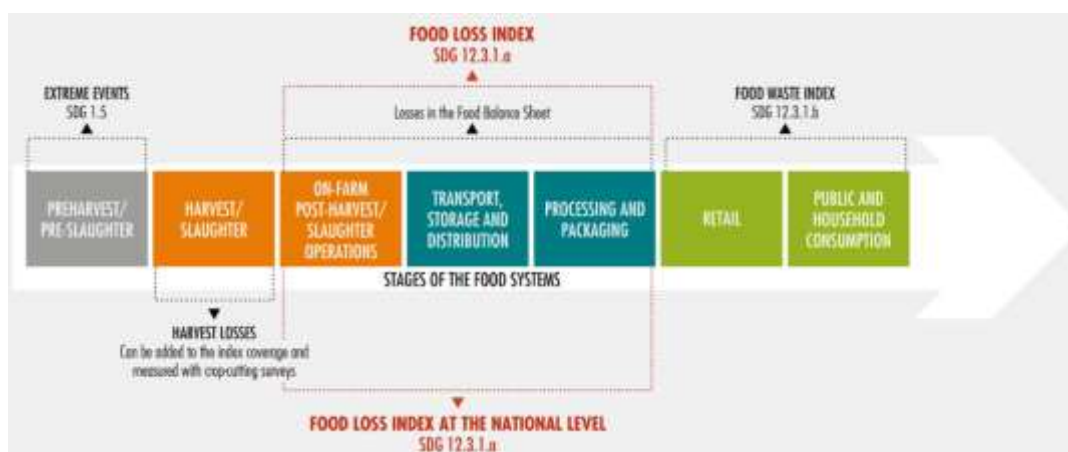 FOOD LOSS INDEX
SDG 12.3.1.a
EXTREME EVENTS
SDG 1.5
Losses in the Food Balance Sheet
FOOD WASTE INDEX
SDG 12.3.1.b
PREHARVEST/
PRE-SLAUGHTER
HARVEST/
SLAUGHTER
ON-FARM
POST-HARVEST/
SLAUGHTER
OPERATIONS
TRANSPORT,
STORAGE AND
DISTRIBUTION
PROCESSING AND
PACKAGING
RETAIL
PUBLIC AND
HOUSEHOLD
CONSUMPTION
STAGES OF THE FOOD SYSTEMS
HARVEST LOSSES
Can be added to the index coverage and
measured with crop-cutting surveys
FOOD LOSS INDEX AT THE NATIONAL LEVEL
SDG 12.3.1.a